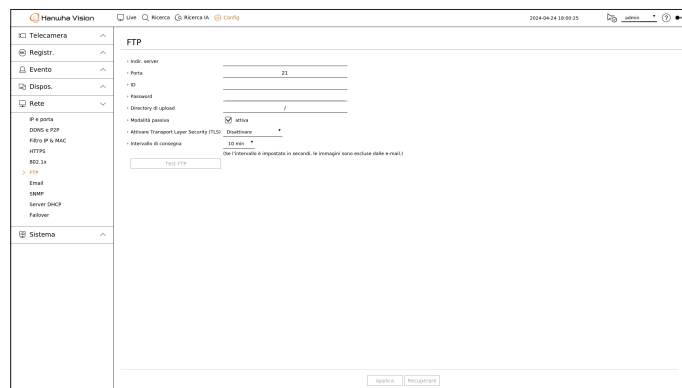 Hanwha Vision
Live Ricerca Ricerca IA Config
2024-04-24 18:00:25
admin
Telecamera
Registr.
Evento
Dispos.
Rete
IP e porta
DDNS e P2P
Filtro IP & MAC
HTTPS
802.1x
FTP
Email
SNMP
Server DHCP
Failover
Sistema
FTP
Indir. server
Porta 21
ID
Password
Directory di upload /
Modalità passiva attiva
Attivare Transport Layer Security (TLS) Disattivare
Intervallo di consegna 10 min
(Se l'intervallo è impostato in secondi, le immagini sono escluse dalle e-mail.)
Test FTP
Applica Recuperare